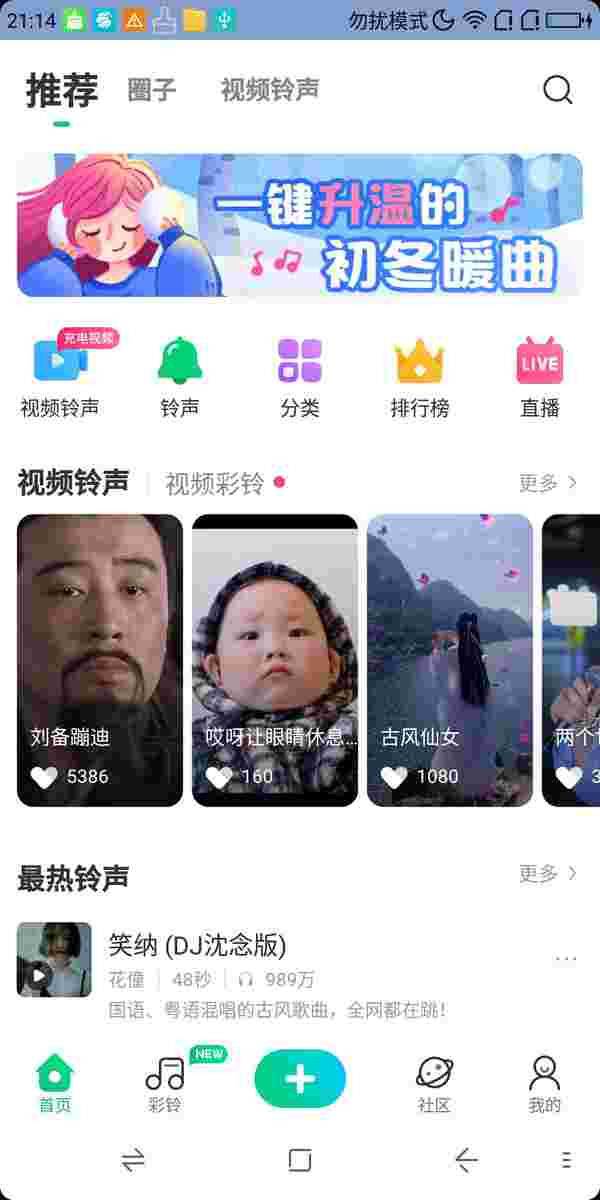 21:14
勿扰模式
推荐 圈子 视频铃声
一键升温的
初冬暖曲
充电视频
视频铃声 铃声 分类 排行榜 直播
LIVE
视频铃声 视频彩铃 更多
刘备蹦迪
5386
哎呀让眼睛休息...
160
古风仙女
1080
两个
3
最热铃声 更多
笑纳 (DJ沈念版)
花僮 48秒 989万
国语、粤语混唱的古风歌曲，全网都在跳！
NEW
首页 彩铃 社区 我的